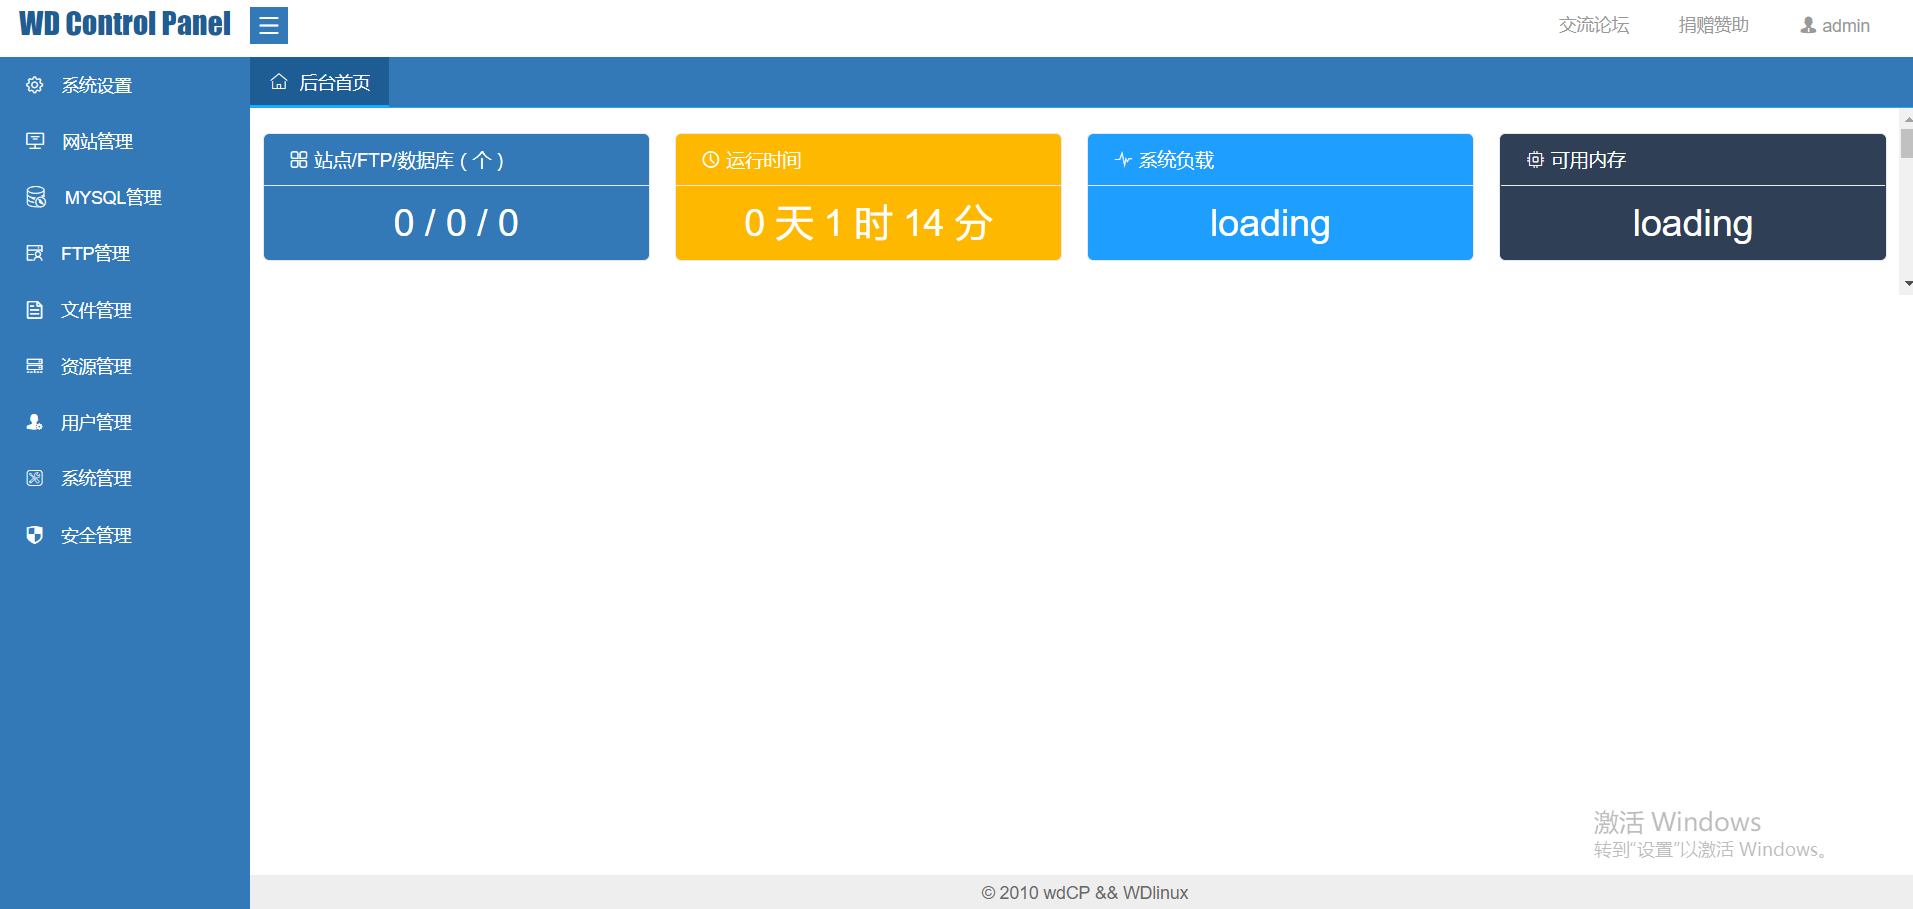 WD Control Panel
交流论坛
捐赠赞助
admin
系统设置
网站管理
MYSQL管理
FTP管理
文件管理
资源管理
用户管理
系统管理
安全管理
后台首页
站点/FTP/数据库 ( 个 )
0 / 0 / 0
运行时间
0 天 1 时 14 分
系统负载
loading
可用内存
loading
激活 Windows
转到“设置”以激活 Windows。
© 2010 wdCP && WDlinux